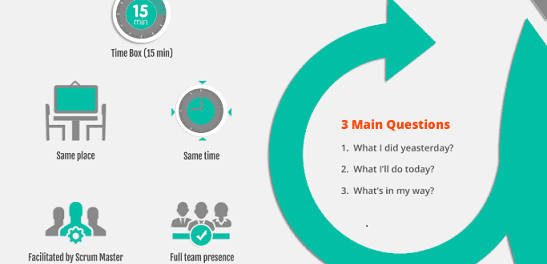 15
min
Time Box (15 min)
Same place
Same time
Facilitated by Scrum Master
Full team presence
3 Main Questions
1. What I did yeasterday?
2. What I'll do today?
3. What's in my way?
.